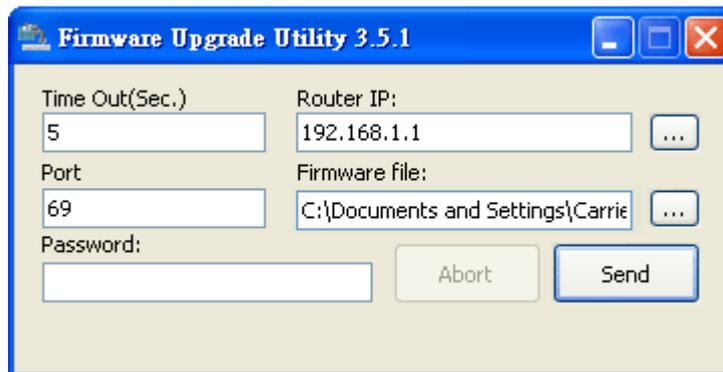 Firmware Upgrade Utility 3.5.1
Time Out(Sec.) Router IP:
5 192.168.1.1 ...
Port Firmware file:
69 C:\Documents and Settings\Carrie ...
Password:
Abort Send